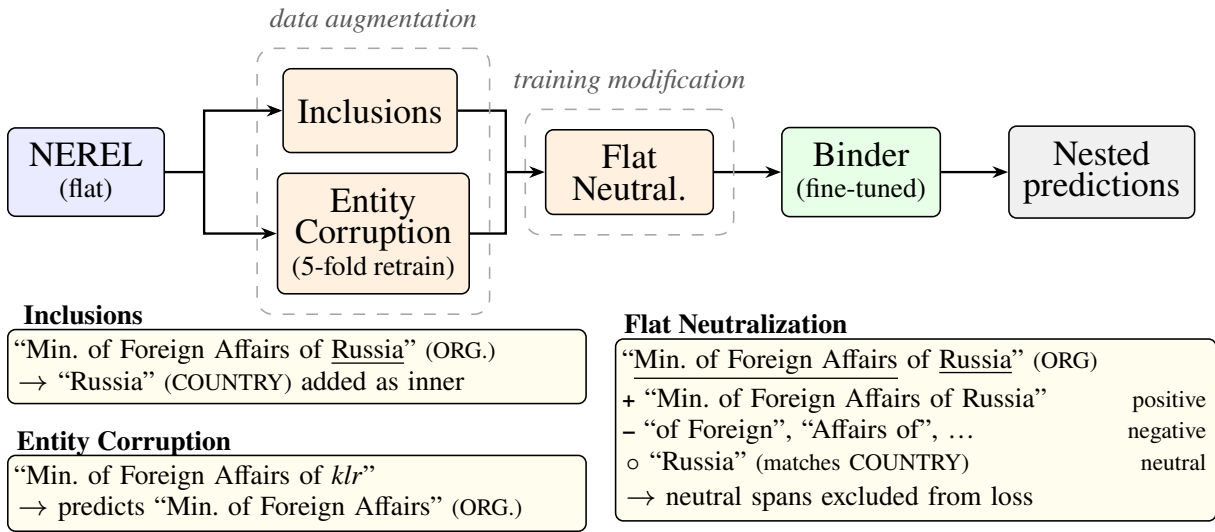 data augmentation
training modification
NEREL
(flat)
Inclusions
Entity
Corruption
(5-fold retrain)
Flat
Neutral.
Binder
(fine-tuned)
Nested
predictions
Inclusions
“Min. of Foreign Affairs of Russia” (ORG.)
→ “Russia” (COUNTRY) added as inner
Entity Corruption
“Min. of Foreign Affairs of klr”
→ predicts “Min. of Foreign Affairs” (ORG.)
Flat Neutralization
“Min. of Foreign Affairs of Russia” (ORG)
+ “Min. of Foreign Affairs of Russia” positive
− “of Foreign”, “Affairs of”, … negative
○ “Russia” (matches COUNTRY) neutral
→ neutral spans excluded from loss